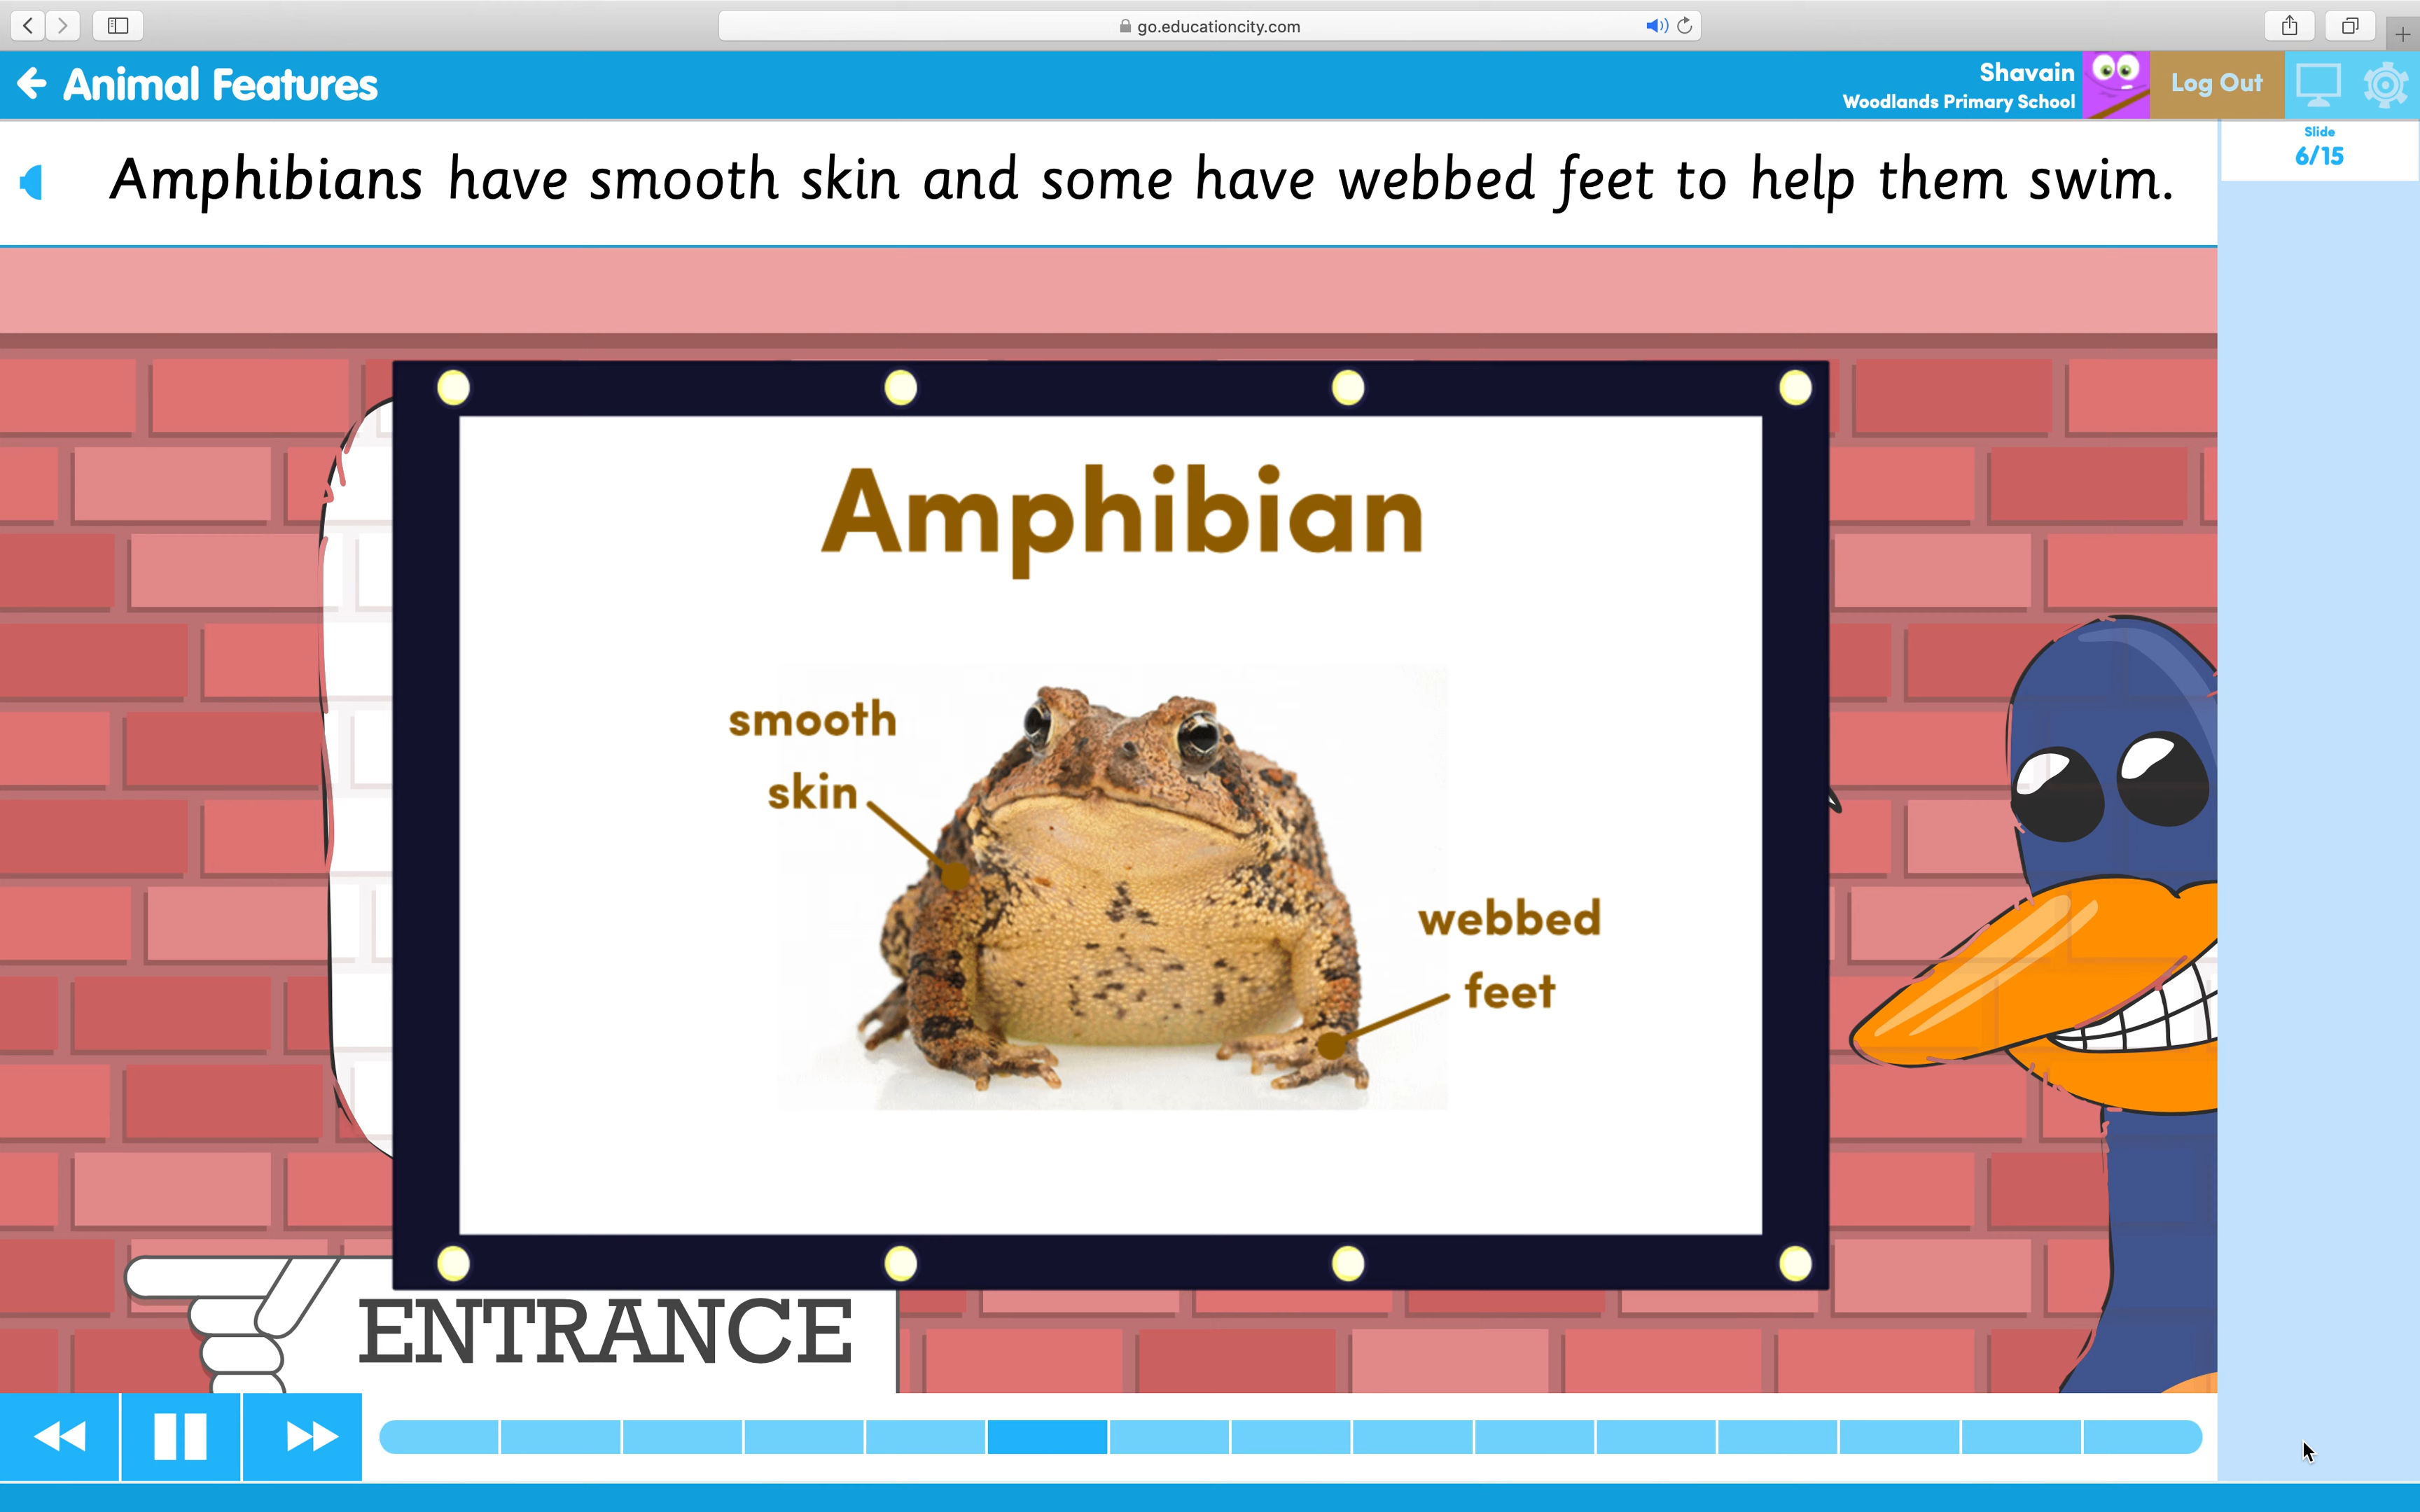 go.educationcity.com
Animal Features
Shavain
Woodlands Primary School
Log Out
Slide
6/15
Amphibians have smooth skin and some have webbed feet to help them swim.
Amphibian
smooth
skin
webbed
feet
ENTRANCE